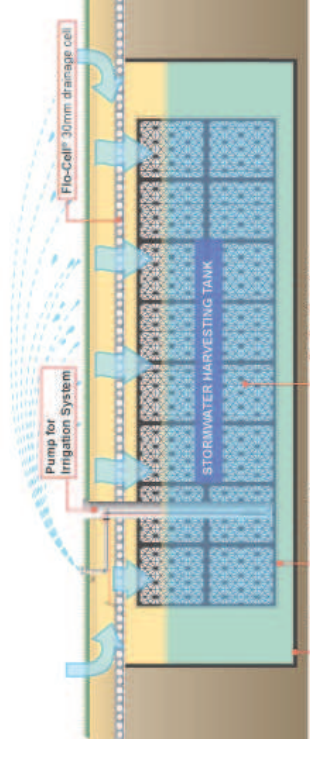 Flo-Cell® 30mm drainage cell
Pump for
Irrigation System
STORMWATER HARVESTING TANK